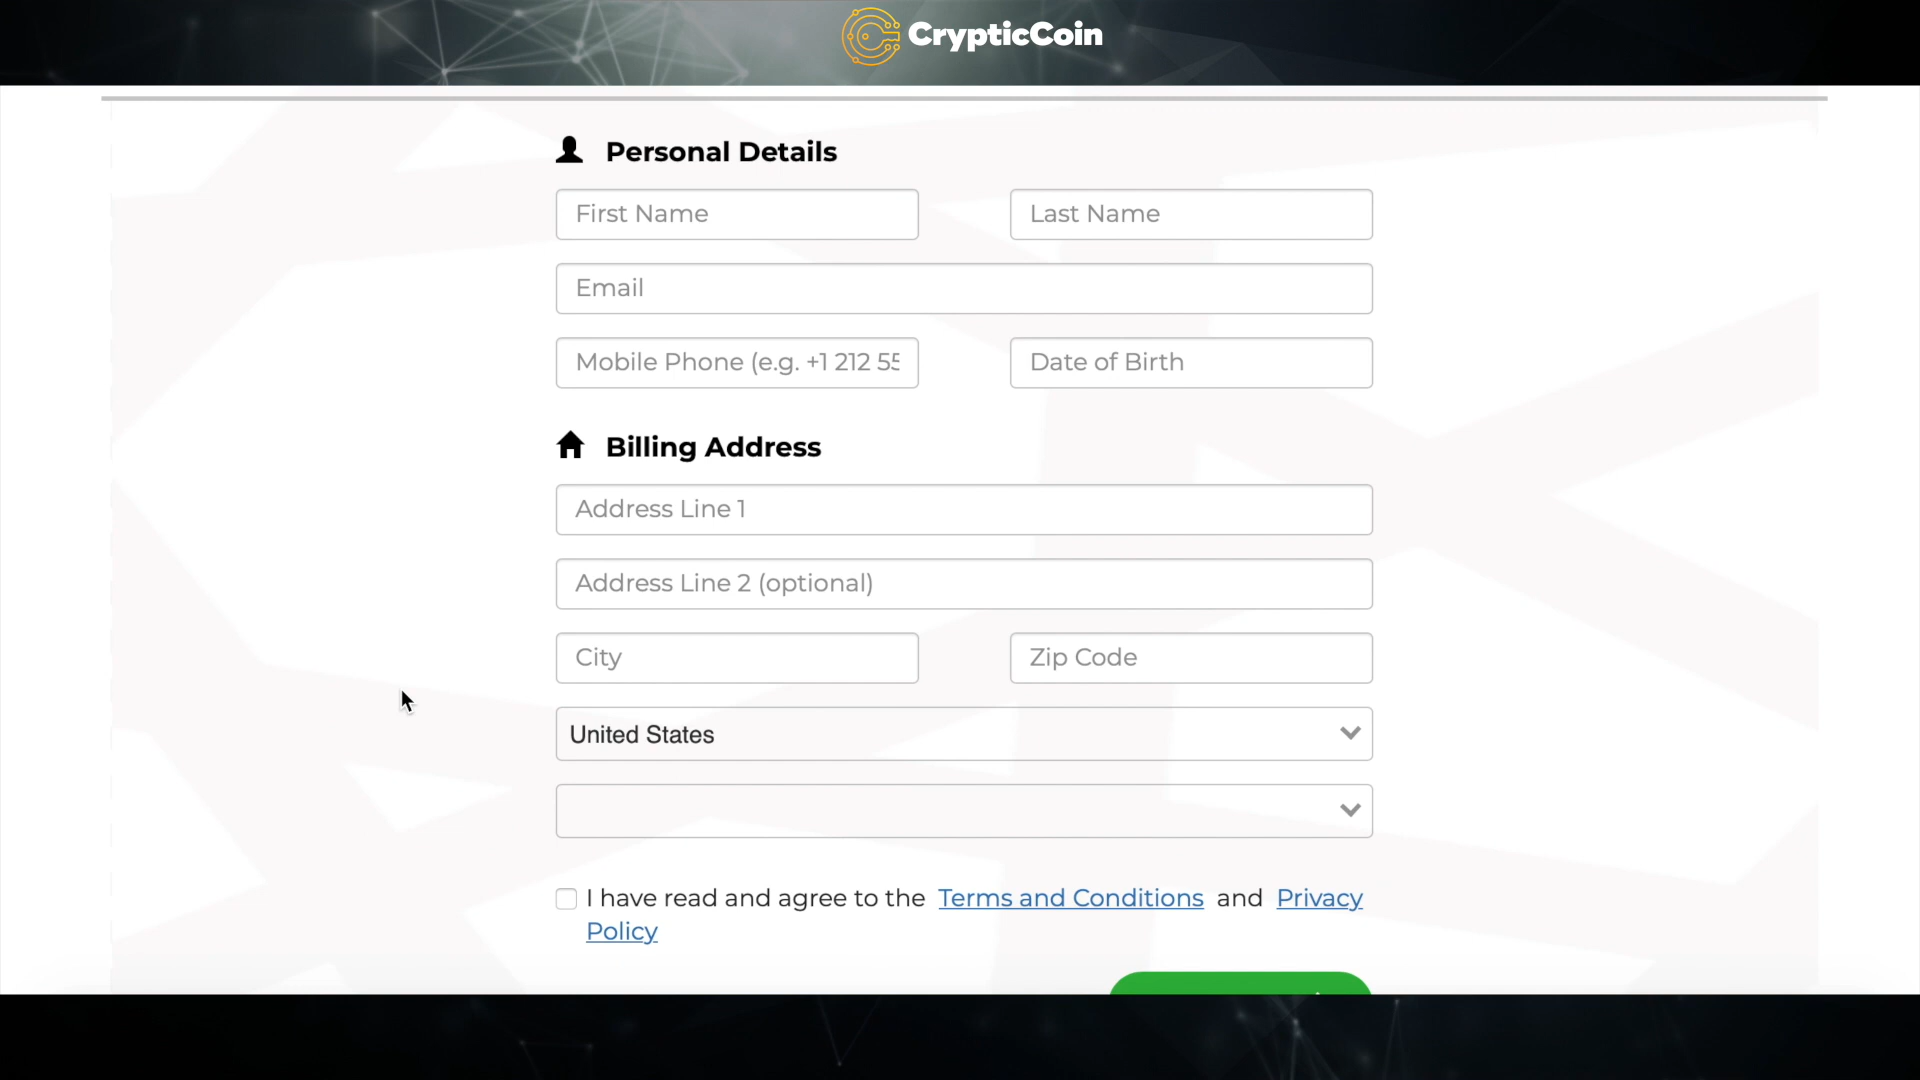 CrypticCoin
Personal Details
First Name
Last Name
Email
Mobile Phone (e.g. +1 212 55
Date of Birth
Billing Address
Address Line 1
Address Line 2 (optional)
City
Zip Code
United States
I have read and agree to the Terms and Conditions and Privacy
Policy